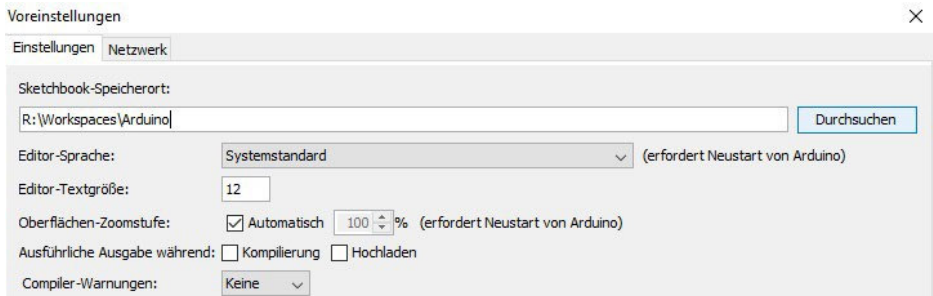 Voreinstellungen
Einstellungen Netzwerk
Sketchbook-Speicherort:
R:\Workspaces\Arduino Durchsuchen
Editor-Sprache: Systemstandard (erfordert Neustart von Arduino)
Editor-Textgröße: 12
Oberflächen-Zoomstufe: Automatisch 100 % (erfordert Neustart von Arduino)
Ausführliche Ausgabe während: Kompilierung Hochladen
Compiler-Warnungen: Keine